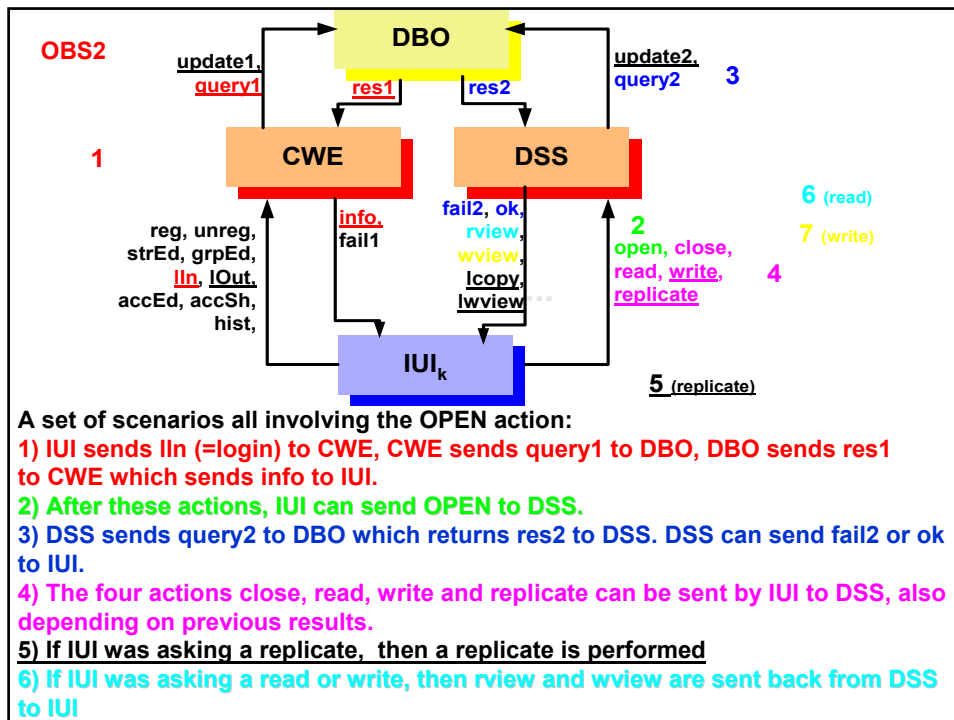 OBS2
DBO
update1,
query1
res1
res2
update2,
query2
3
1
CWE
DSS
6 (read)
7 (write)
reg, unreg,
strEd, grpEd,
lIn, lOut,
accEd, accSh,
hist,
info,
fail1
fail2, ok,
rview,
wview,
lcopy,
lwview
...
2
open, close,
read, write,
replicate
4
IUIk
5 (replicate)
A set of scenarios all involving the OPEN action:
1) IUI sends lIn (=login) to CWE, CWE sends query1 to DBO, DBO sends res1
to CWE which sends info to IUI.
2) After these actions, IUI can send OPEN to DSS.
3) DSS sends query2 to DBO which returns res2 to DSS. DSS can send fail2 or ok
to IUI.
4) The four actions close, read, write and replicate can be sent by IUI to DSS, also
depending on previous results.
5) If IUI was asking a replicate, then a replicate is performed
6) If IUI was asking a read or write, then rview and wview are sent back from DSS
to IUI